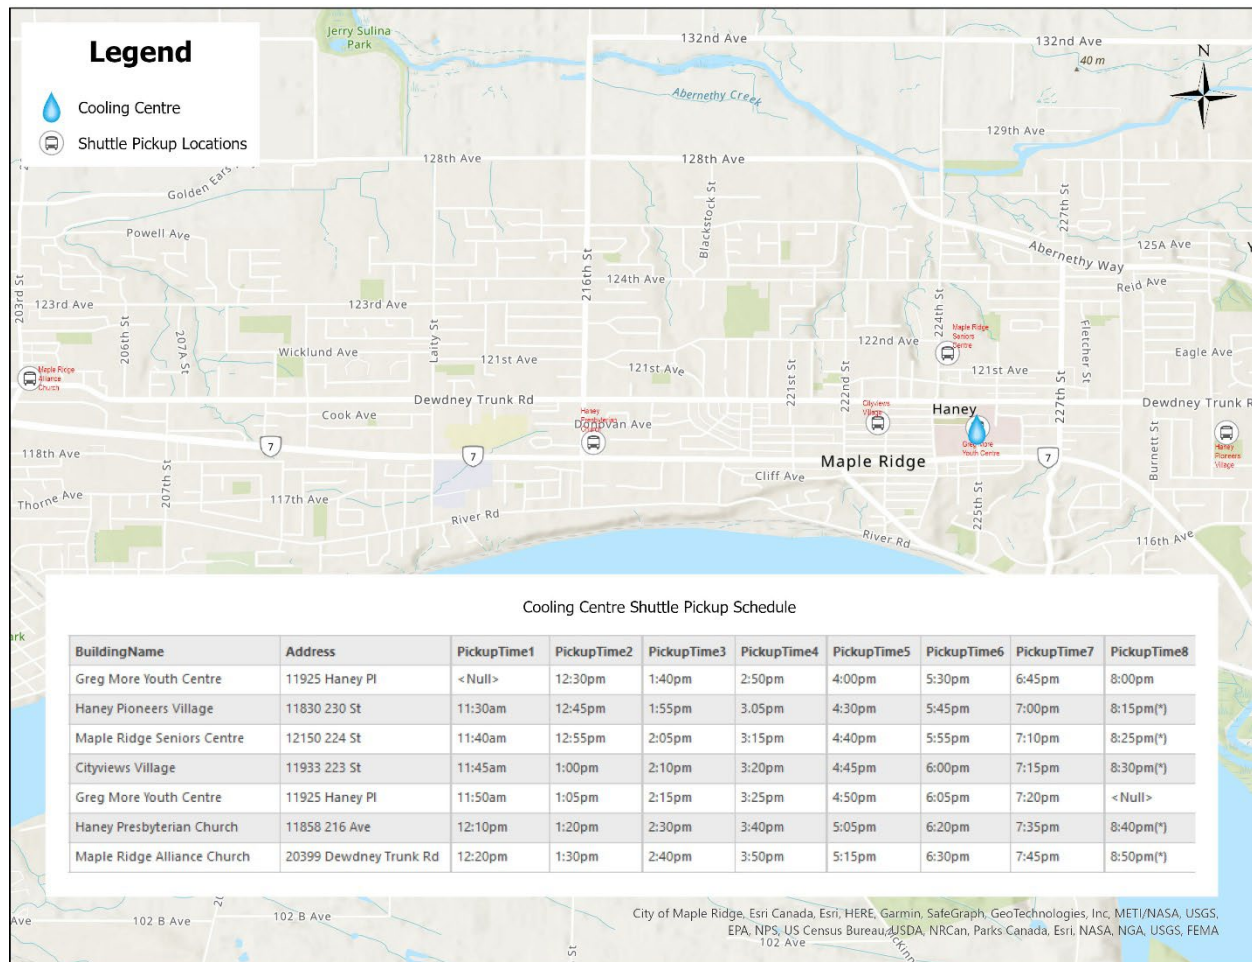 Legend
Cooling Centre
Shuttle Pickup Locations
Jerry Sulina
Park
132nd Ave
132nd Ave
40 m
N
Abernethy Creek
129th Ave
128th Ave
128th Ave
Golden Ears
Powell Ave
Blackstock St
227th St
125A Ave
Abernethy Way
Reid Ave
203rd St
123rd Ave
206th St
207A St
123rd Ave
Laity St
216th St
124th Ave
224th St
Fletcher St
Maple Ridge
Seniors
Centre
122nd Ave
Wicklund Ave
121st Ave
121st Ave
221st St
222nd St
121st Ave
Eagle Ave
Maple Ridge
Alliance
Church
Dewdney Trunk Rd
Dewdney Trunk R
Cook Ave
Haney
Presbyterian
Church
Donovan Ave
Cityviews
Village
Haney
227th St
Greg More
Youth Centre
Haney
Pioneers
Village
7
7
7
118th Ave
207th St
Maple Ridge
Burnett St
Cliff Ave
Thorne Ave
117th Ave
River Rd
225th St
River Rd
116th Ave
ark
Cooling Centre Shuttle Pickup Schedule
BuildingName Address PickupTime1 PickupTime2 PickupTime3 PickupTime4 PickupTime5 PickupTime6 PickupTime7 PickupTime8
Greg More Youth Centre 11925 Haney Pl <Null> 12:30pm 1:40pm 2:50pm 4:00pm 5:30pm 6:45pm 8:00pm
Haney Pioneers Village 11830 230 St 11:30am 12:45pm 1:55pm 3.05pm 4:30pm 5:45pm 7:00pm 8:15pm(*)
Maple Ridge Seniors Centre 12150 224 St 11:40am 12:55pm 2:05pm 3:15pm 4:40pm 5:55pm 7:10pm 8:25pm(*)
Cityviews Village 11933 223 St 11:45am 1:00pm 2:10pm 3:20pm 4:45pm 6:00pm 7:15pm 8:30pm(*)
Greg More Youth Centre 11925 Haney Pl 11:50am 1:05pm 2:15pm 3:25pm 4:50pm 6:05pm 7:20pm <Null>
Haney Presbyterian Church 11858 216 Ave 12:10pm 1:20pm 2:30pm 3:40pm 5:05pm 6:20pm 7:35pm 8:40pm(*)
Maple Ridge Alliance Church 20399 Dewdney Trunk Rd 12:20pm 1:30pm 2:40pm 3:50pm 5:15pm 6:30pm 7:45pm 8:50pm(*)
Ave
102 B Ave
102 B Ave
St
102 Ave
City of Maple Ridge, Esri Canada, Esri, HERE, Garmin, SafeGraph, GeoTechnologies, Inc, METI/NASA, USGS,
EPA, NPS, US Census Bureau, USDA, NRCan, Parks Canada, Esri, NASA, NGA, USGS, FEMA